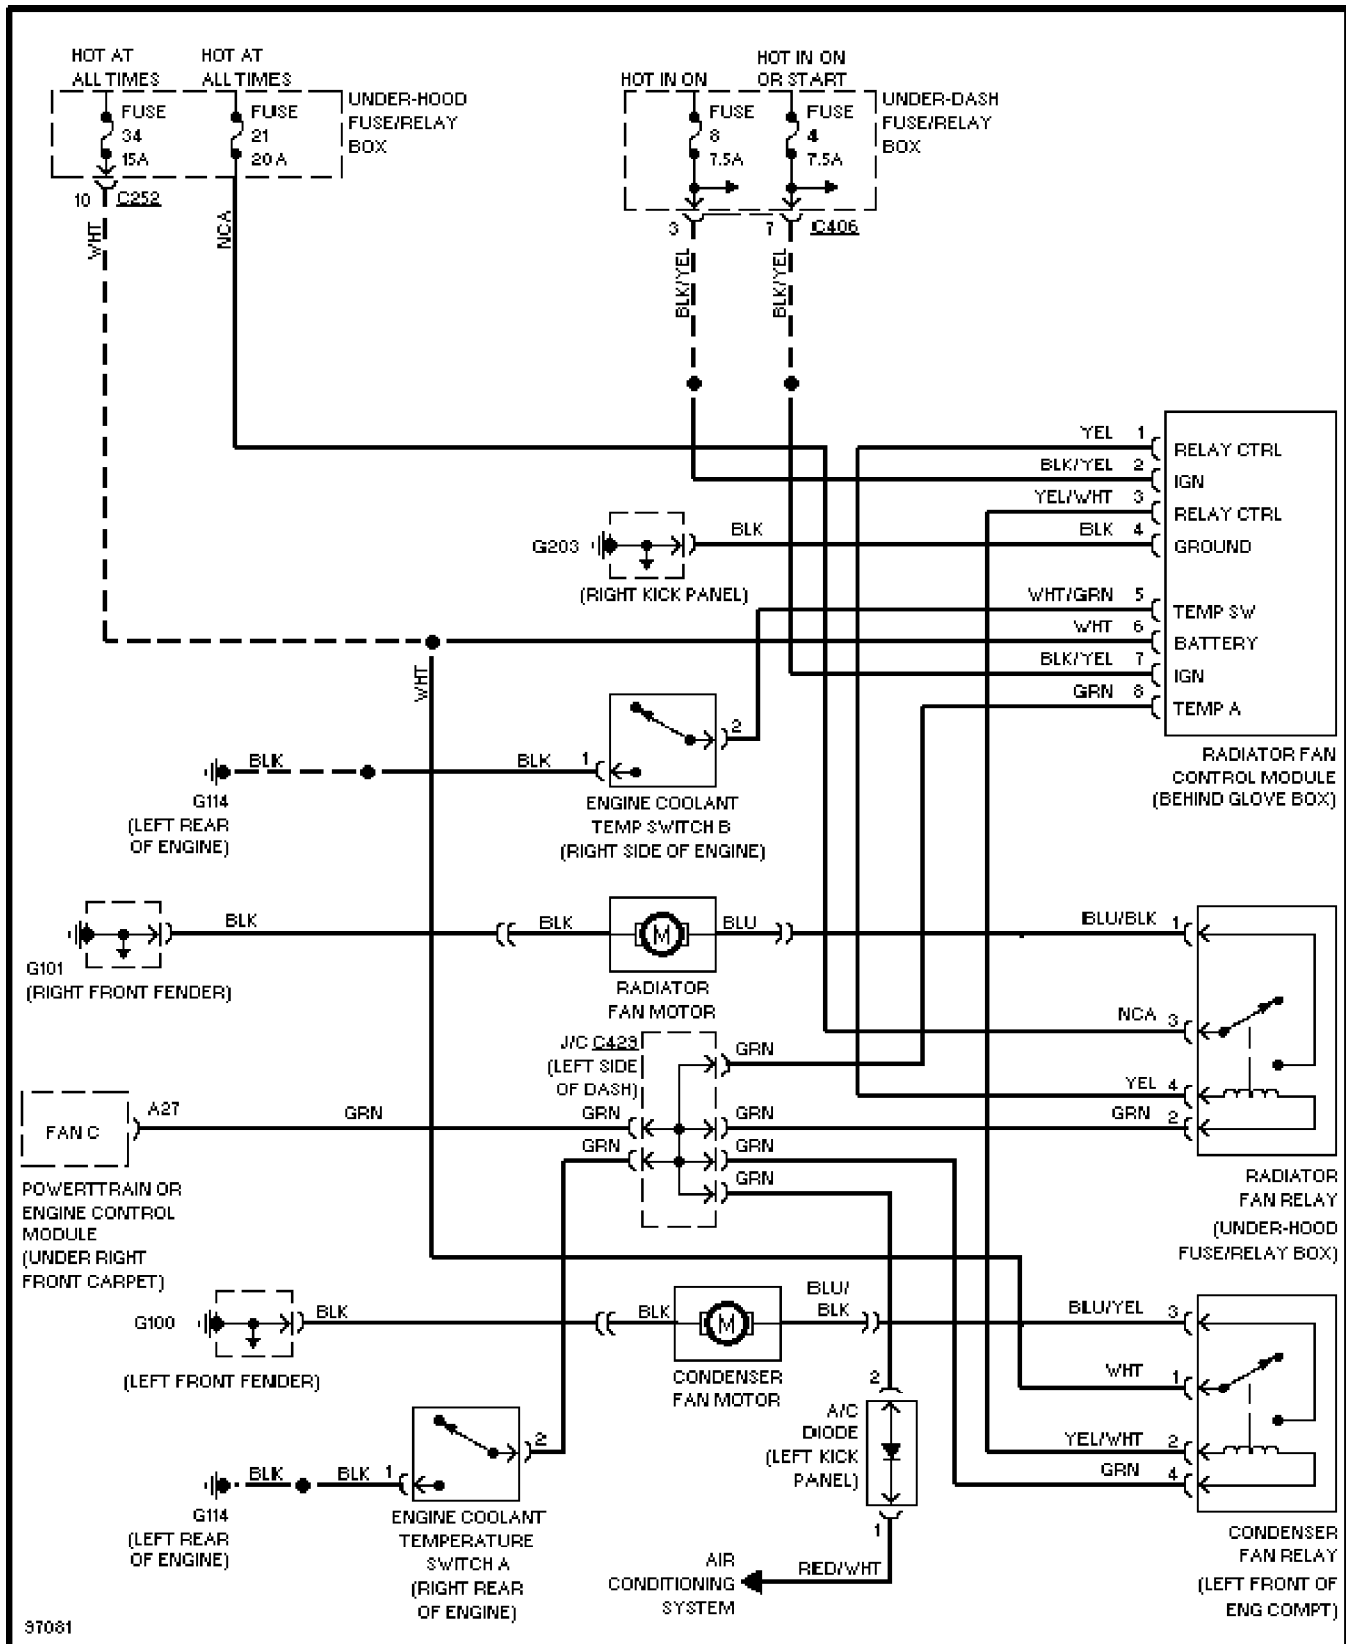 HOT AT
ALL TIMES
HOT AT
ALL TIMES
HOT IN ON
HOT IN ON
OR START
FUSE
34
15A
FUSE
21
20 A
UNDER-HOOD
FUSE/RELAY
BOX
FUSE
8
7.5A
FUSE
4
7.5A
UNDER-DASH
FUSE/RELAY
BOX
10
C252
WHT
NCA
3
7
C406
BLK/YEL
BLK/YEL
YEL 1
RELAY CTRL
BLK/YEL 2
IGN
YEL/WHT 3
RELAY CTRL
BLK 4
GROUND
G203
BLK
(RIGHT KICK PANEL)
WHT/GRN 5
TEMP SW
WHT 6
BATTERY
BLK/YEL 7
IGN
GRN 8
TEMP A
RADIATOR FAN
CONTROL MODULE
(BEHIND GLOVE BOX)
WHT
2
BLK
BLK 1
G114
(LEFT REAR
OF ENGINE)
ENGINE COOLANT
TEMP SWITCH B
(RIGHT SIDE OF ENGINE)
BLK
BLK
M
BLU
BLU/BLK 1
G101
(RIGHT FRONT FENDER)
RADIATOR
FAN MOTOR
NCA 3
J/C C423
(LEFT SIDE
OF DASH)
GRN
YEL 4
FAN C
A27
GRN
GRN
GRN
GRN 2
GRN
GRN
GRN
RADIATOR
FAN RELAY
(UNDER-HOOD
FUSE/RELAY BOX)
POWERTTRAIN OR
ENGINE CONTROL
MODULE
(UNDER RIGHT
FRONT CARPET)
G100
BLK
BLK
M
BLU/
BLK
BLU/YEL 3
(LEFT FRONT FENDER)
CONDENSER
FAN MOTOR
2
WHT 1
A/C
DIODE
(LEFT KICK
PANEL)
YEL/WHT 2
GRN 4
2
BLK
BLK 1
G114
(LEFT REAR
OF ENGINE)
ENGINE COOLANT
TEMPERATURE
SWITCH A
(RIGHT REAR
OF ENGINE)
1
AIR
CONDITIONING
SYSTEM
RED/WHT
CONDENSER
FAN RELAY
(LEFT FRONT OF
ENG COMPT)
97081